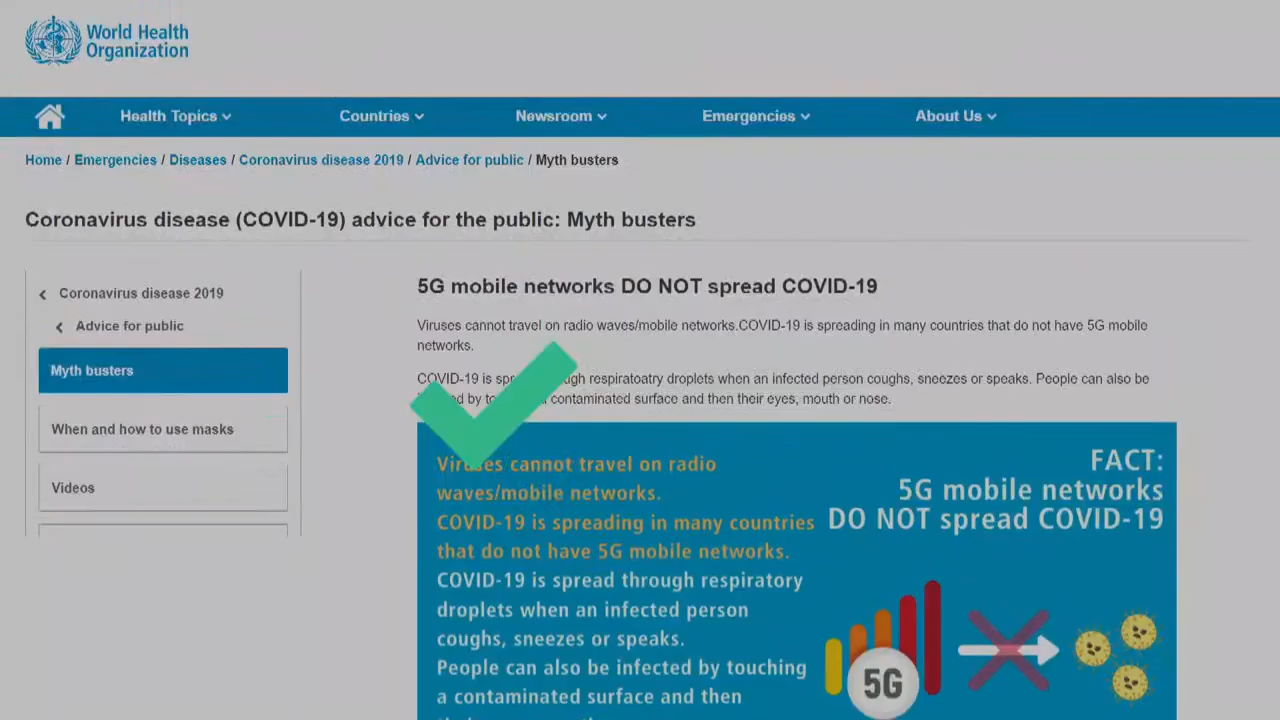 World Health
Organization
Health Topics
Countries
Newsroom
Emergencies
About Us
Home / Emergencies / Diseases / Coronavirus disease 2019 / Advice for public / Myth busters
Coronavirus disease (COVID-19) advice for the public: Myth busters
Coronavirus disease 2019
Advice for public
Myth busters
When and how to use masks
Videos
5G mobile networks DO NOT spread COVID-19
Viruses cannot travel on radio waves/mobile networks.COVID-19 is spreading in many countries that do not have 5G mobile
networks.
COVID-19 is respiratoatry droplets when an infected person coughs, sneezes or speaks. People can also be
by contaminated surface and then their eyes, mouth or nose.
Viruses cannot travel on radio
waves/mobile networks.
COVID-19 is spreading in many countries
that do not have 5G mobile networks.
COVID-19 is spread through respiratory
droplets when an infected person
coughs, sneezes or speaks.
People can also be infected by touching
a contaminated surface and then
FACT:
5G mobile networks
DO NOT spread COVID-19
5G